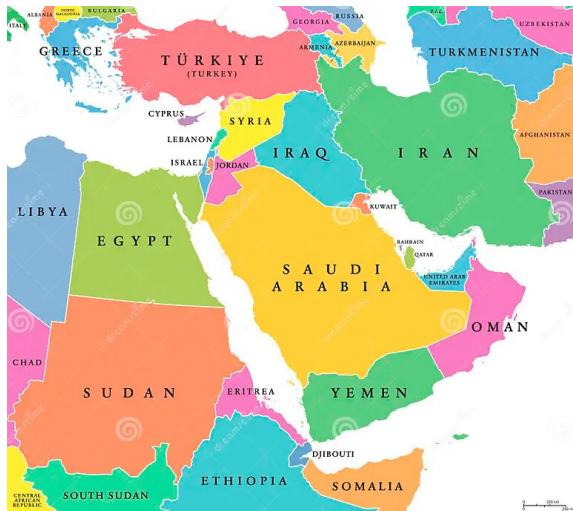 ITALY
ALBANIA
NORTH
MACEDONIA
BULGARIA
GREECE
TÜRKIYE
(TURKEY)
GEORGIA
RUSSIA
ARMENIA
AZERBAIJAN
UZBEKISTAN
TURKMENISTAN
CYPRUS
SYRIA
LEBANON
ISRAEL
JORDAN
IRAQ
IRAN
AFGHANISTAN
PAKISTAN
KUWAIT
LIBYA
EGYPT
SAUDI
ARABIA
BAHRAIN
QATAR
UNITED ARAB
EMIRATES
OMAN
CHAD
SUDAN
ERITREA
YEMEN
DJIBOUTI
ETHIOPIA
SOMALIA
SOUTH SUDAN
CENTRAL
AFRICAN
REPUBLIC
dreamstime